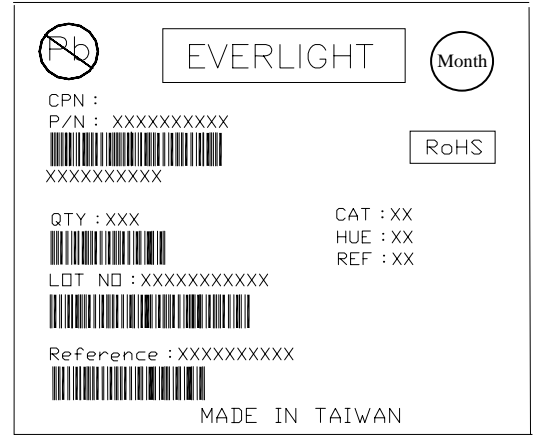 Pb
EVERLIGHT
Month
CPN :
P/N : XXXXXXXXXX
RoHS
XXXXXXXXXX
QTY : XXX
CAT : XX
HUE : XX
REF : XX
LOT NO : XXXXXXXXXXX
Reference : XXXXXXXXXX
MADE IN TAIWAN